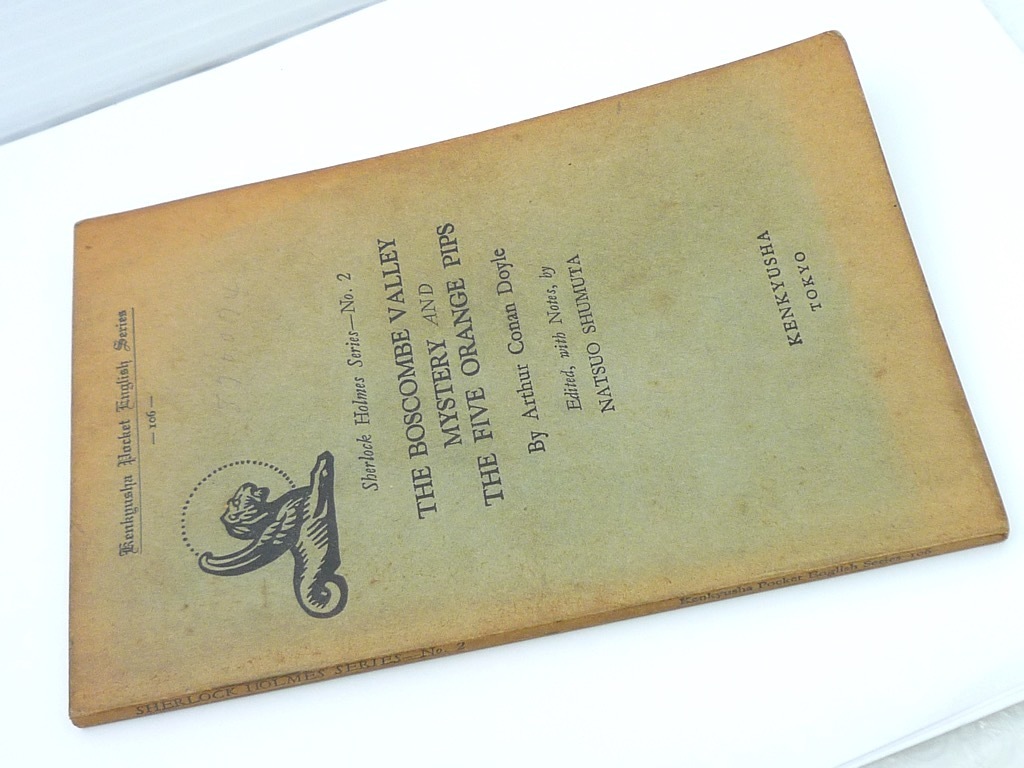 Kenkyusha Pocket English Series
— 106 —
Sherlock Holmes Series—No. 2
THE BOSCOMBE VALLEY
MYSTERY AND
THE FIVE ORANGE PIPS
By Arthur Conan Doyle
Edited, with Notes, by
NATSUO SHUMUTA
KENKYUSHA
TOKYO
SHERLOCK HOLMES SERIES—No. 2
Kenkyusha Pocket English Series 106